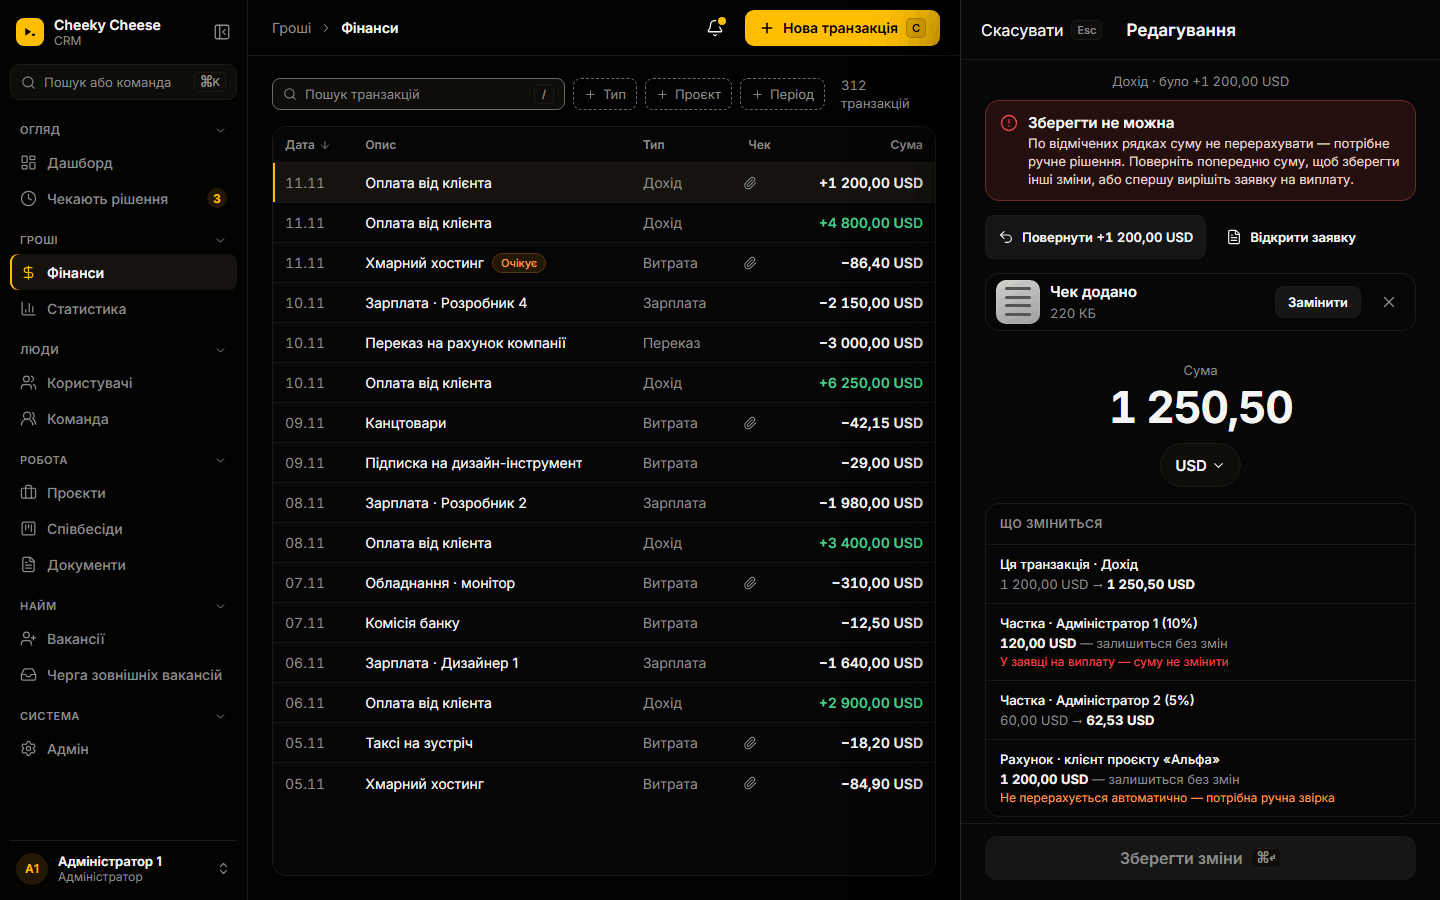 Cheeky Cheese
CRM
Пошук або команда ⌘K
ОГЛЯД
Дашборд
Чекають рішення 3
ГРОШІ
Фінанси
Статистика
ЛЮДИ
Користувачі
Команда
РОБОТА
Проєкти
Співбесіди
Документи
НАЙМ
Вакансії
Черга зовнішніх вакансій
СИСТЕМА
Адмін
A1 Адміністратор 1
Адміністратор
Гроші > Фінанси
+ Нова транзакція C
Пошук транзакцій /
+ Тип
+ Проєкт
+ Період
312
транзакцій
Дата ↓ Опис Тип Чек Сума
11.11 Оплата від клієнта Дохід +1 200,00 USD
11.11 Оплата від клієнта Дохід +4 800,00 USD
11.11 Хмарний хостинг Очікує Витрата −86,40 USD
10.11 Зарплата · Розробник 4 Зарплата −2 150,00 USD
10.11 Переказ на рахунок компанії Переказ −3 000,00 USD
10.11 Оплата від клієнта Дохід +6 250,00 USD
09.11 Канцтовари Витрата −42,15 USD
09.11 Підписка на дизайн-інструмент Витрата −29,00 USD
08.11 Зарплата · Розробник 2 Зарплата −1 980,00 USD
08.11 Оплата від клієнта Дохід +3 400,00 USD
07.11 Обладнання · монітор Витрата −310,00 USD
07.11 Комісія банку Витрата −12,50 USD
06.11 Зарплата · Дизайнер 1 Зарплата −1 640,00 USD
06.11 Оплата від клієнта Дохід +2 900,00 USD
05.11 Таксі на зустріч Витрата −18,20 USD
05.11 Хмарний хостинг Витрата −84,90 USD
Скасувати Esc Редагування
Дохід · було +1 200,00 USD
Зберегти не можна
По відмічених рядках суму не перерахувати — потрібне
ручне рішення. Поверніть попередню суму, щоб зберегти
інші зміни, або спершу вирішіть заявку на виплату.
Повернути +1 200,00 USD
Відкрити заявку
Чек додано
220 КБ
Замінити
Сума
1 250,50
USD
ЩО ЗМІНИТЬСЯ
Ця транзакція · Дохід
1 200,00 USD → 1 250,50 USD
Частка · Адміністратор 1 (10%)
120,00 USD — залишиться без змін
У заявці на виплату — суму не змінити
Частка · Адміністратор 2 (5%)
60,00 USD → 62,53 USD
Рахунок · клієнт проєкту «Альфа»
1 200,00 USD — залишиться без змін
Не перерахується автоматично — потрібна ручна звірка
Зберегти зміни ⌘↵